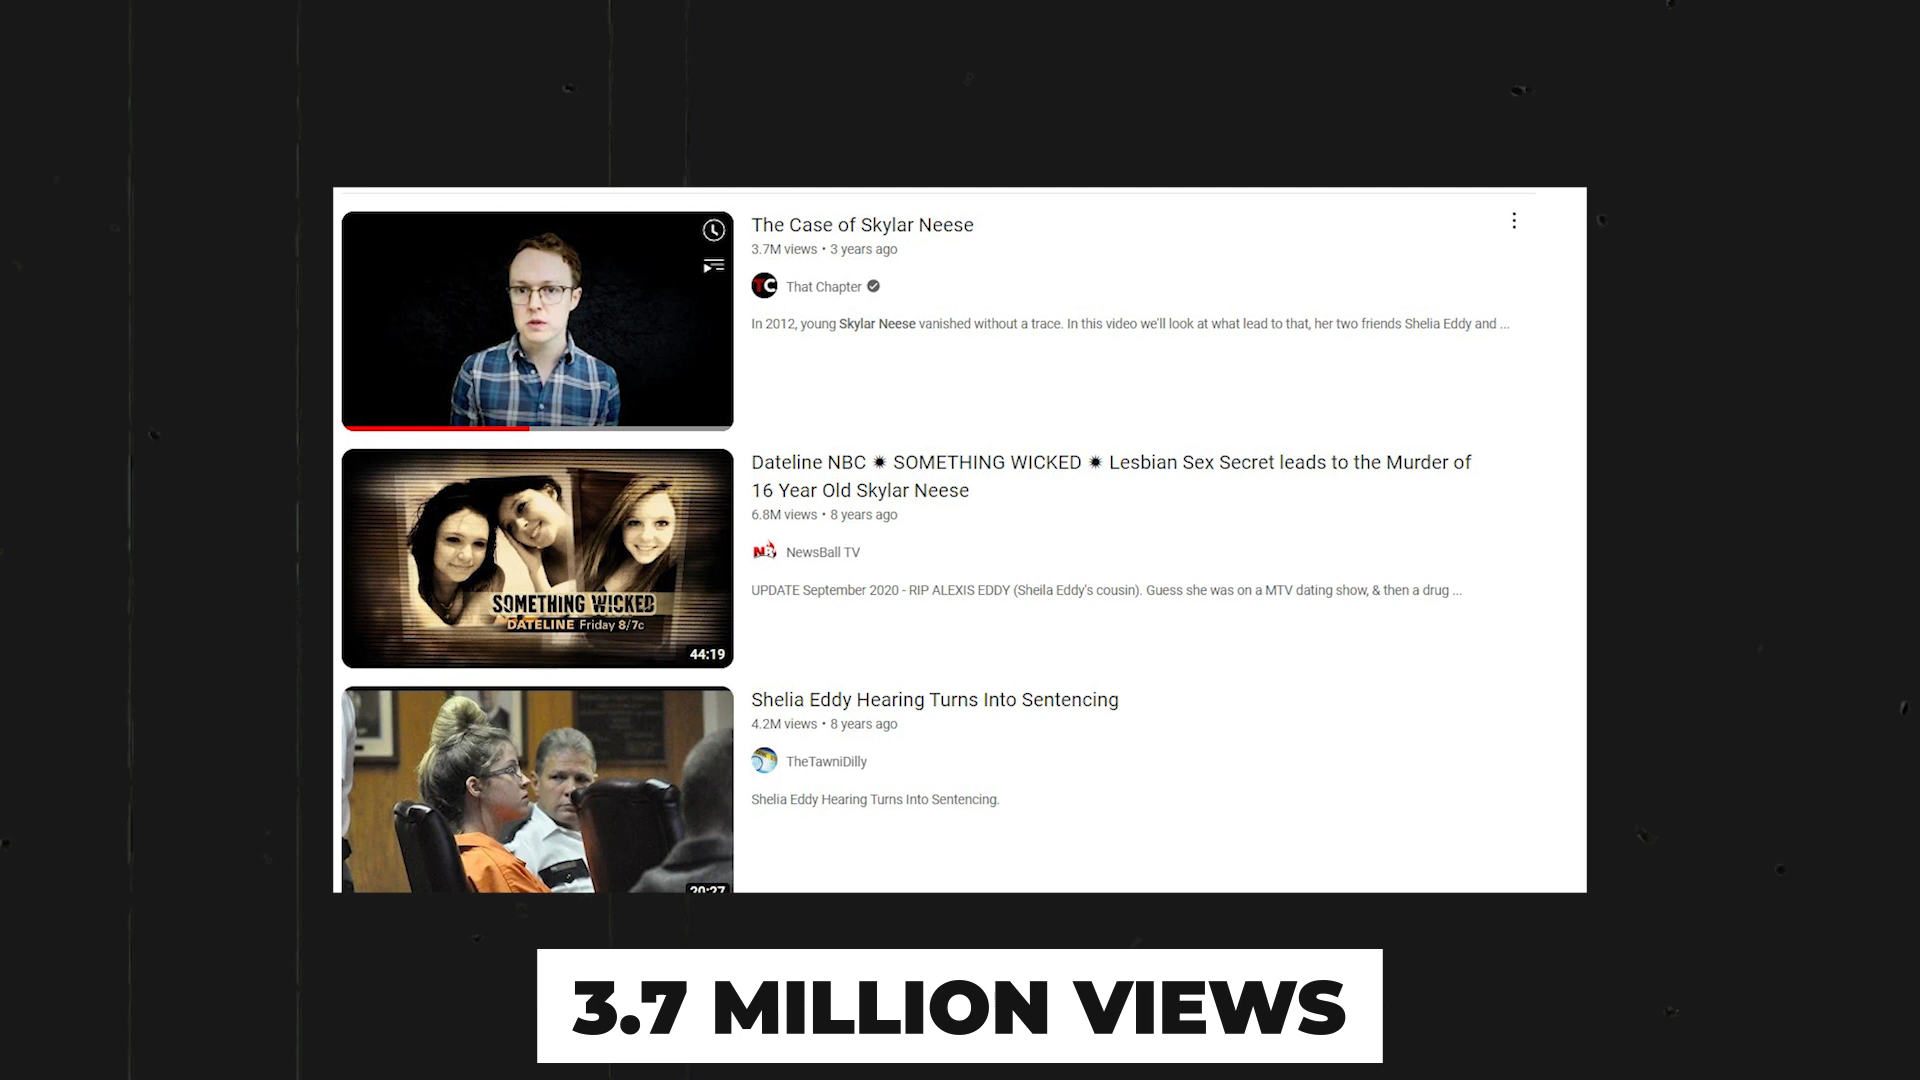 The Case of Skylar Neese
3.7M views • 3 years ago
TC
That Chapter
In 2012, young Skylar Neese vanished without a trace. In this video we'll look at what lead to that, her two friends Shelia Eddy and ...
SOMETHING WICKED
DATELINE Friday 8/7c
44:19
Dateline NBC ✷ SOMETHING WICKED ✷ Lesbian Sex Secret leads to the Murder of
16 Year Old Skylar Neese
6.8M views • 8 years ago
NewsBall TV
UPDATE September 2020 - RIP ALEXIS EDDY (Sheila Eddy's cousin). Guess she was on a MTV dating show, & then a drug ...
20:27
Shelia Eddy Hearing Turns Into Sentencing
4.2M views • 8 years ago
TheTawniDilly
Shelia Eddy Hearing Turns Into Sentencing.
3.7 MILLION VIEWS